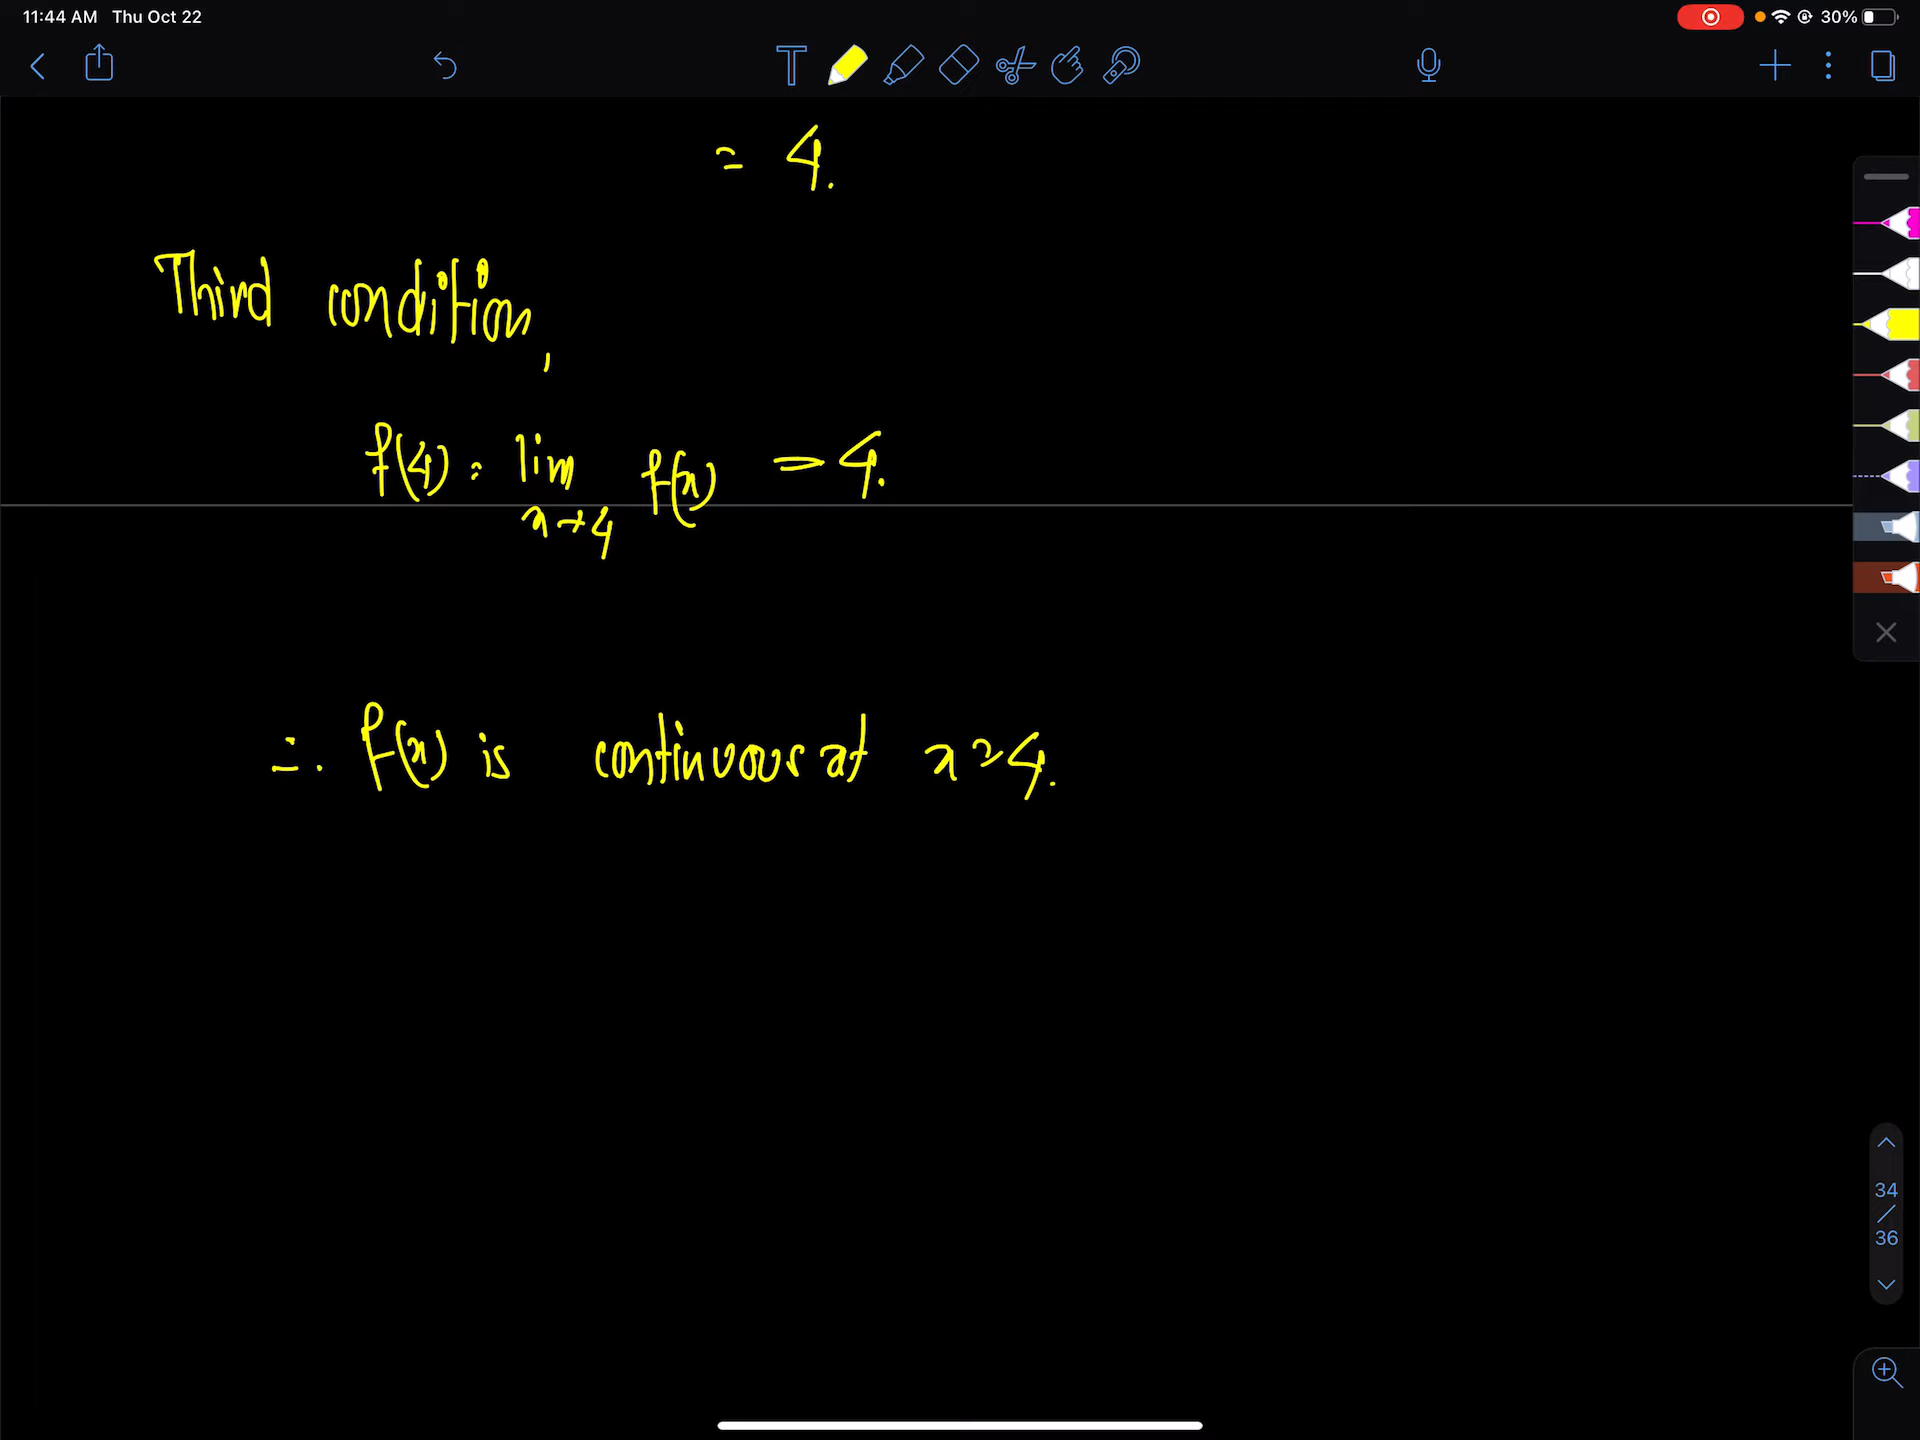 11:44 AM Thu Oct 22
30%
= 4.
Third condition,
f(4) = lim f(x) = 4.
x→4
∴ f(x) is continuous at x = 4.
34
/
36